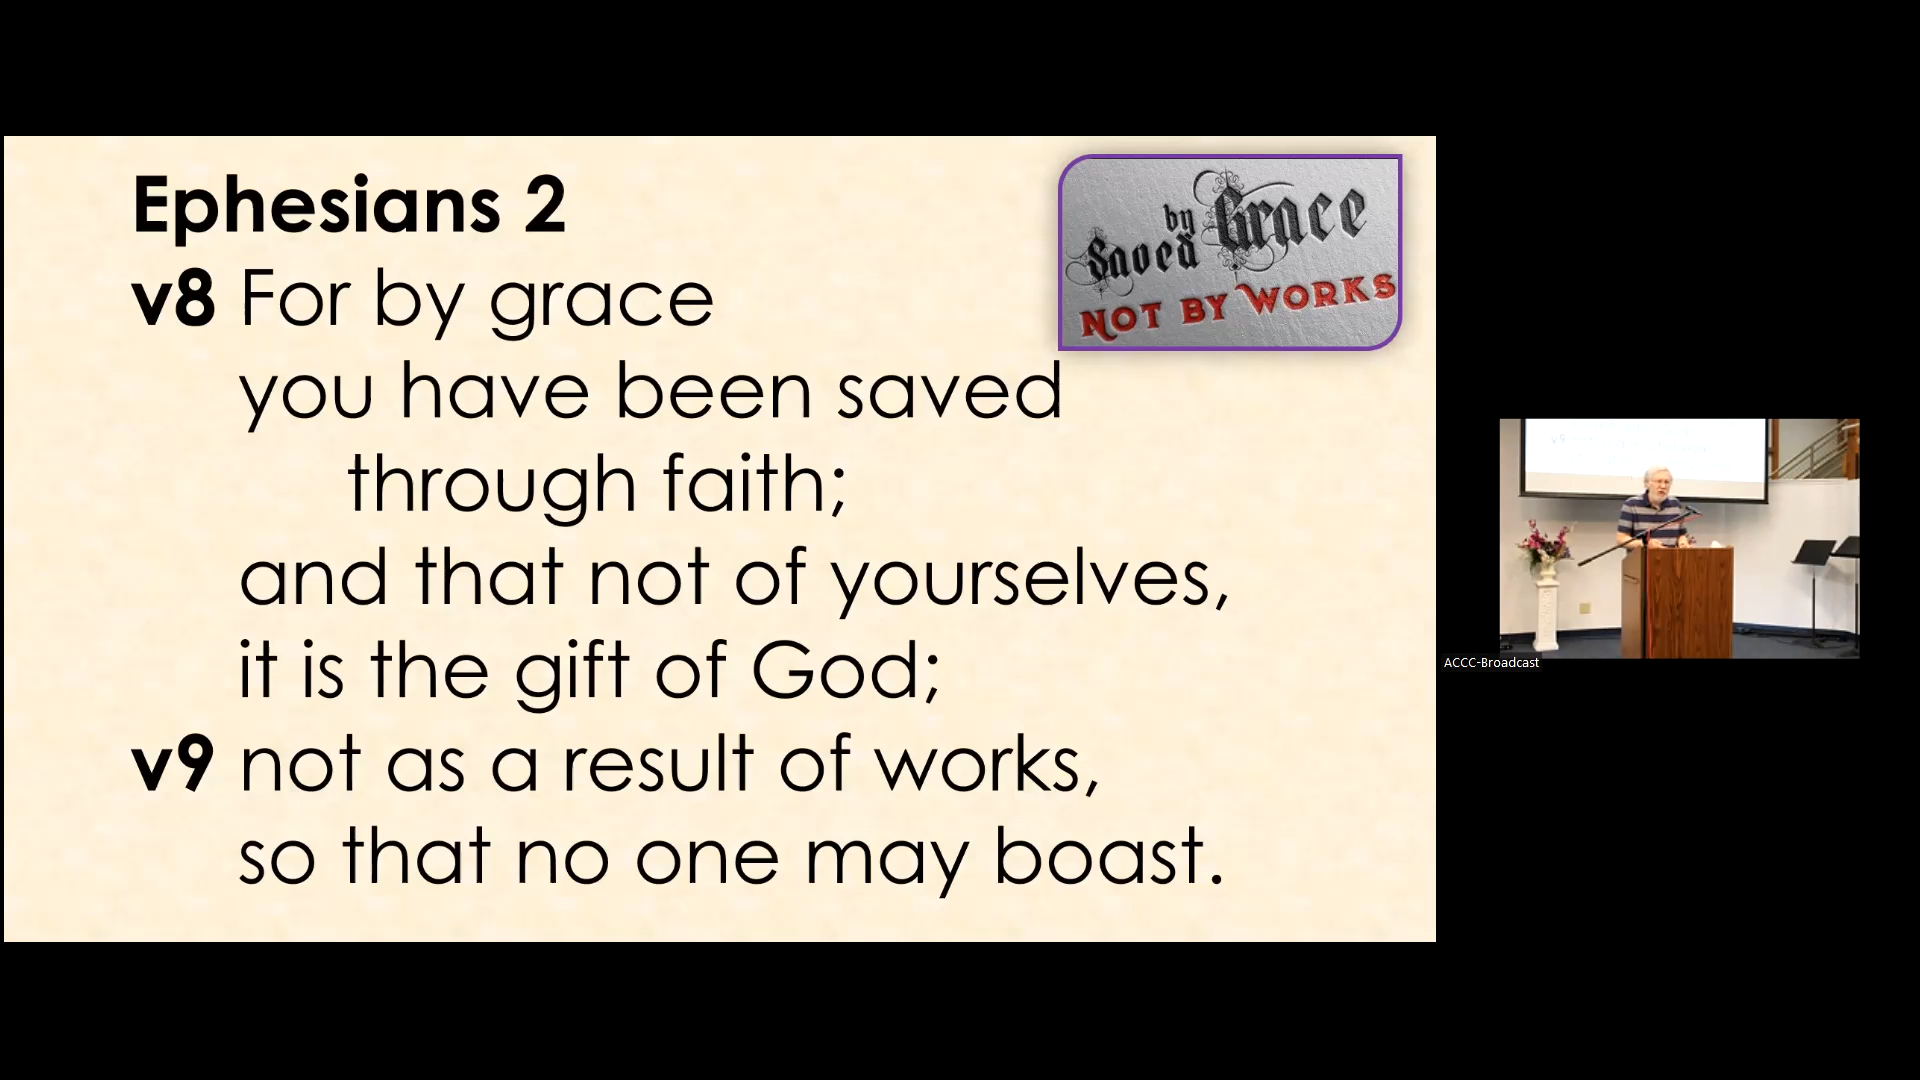 Ephesians 2
v8 For by grace
you have been saved
through faith;
and that not of yourselves,
it is the gift of God;
v9 not as a result of works,
so that no one may boast.
Saved by Grace
NOT BY WORKS
ACCC-Broadcast